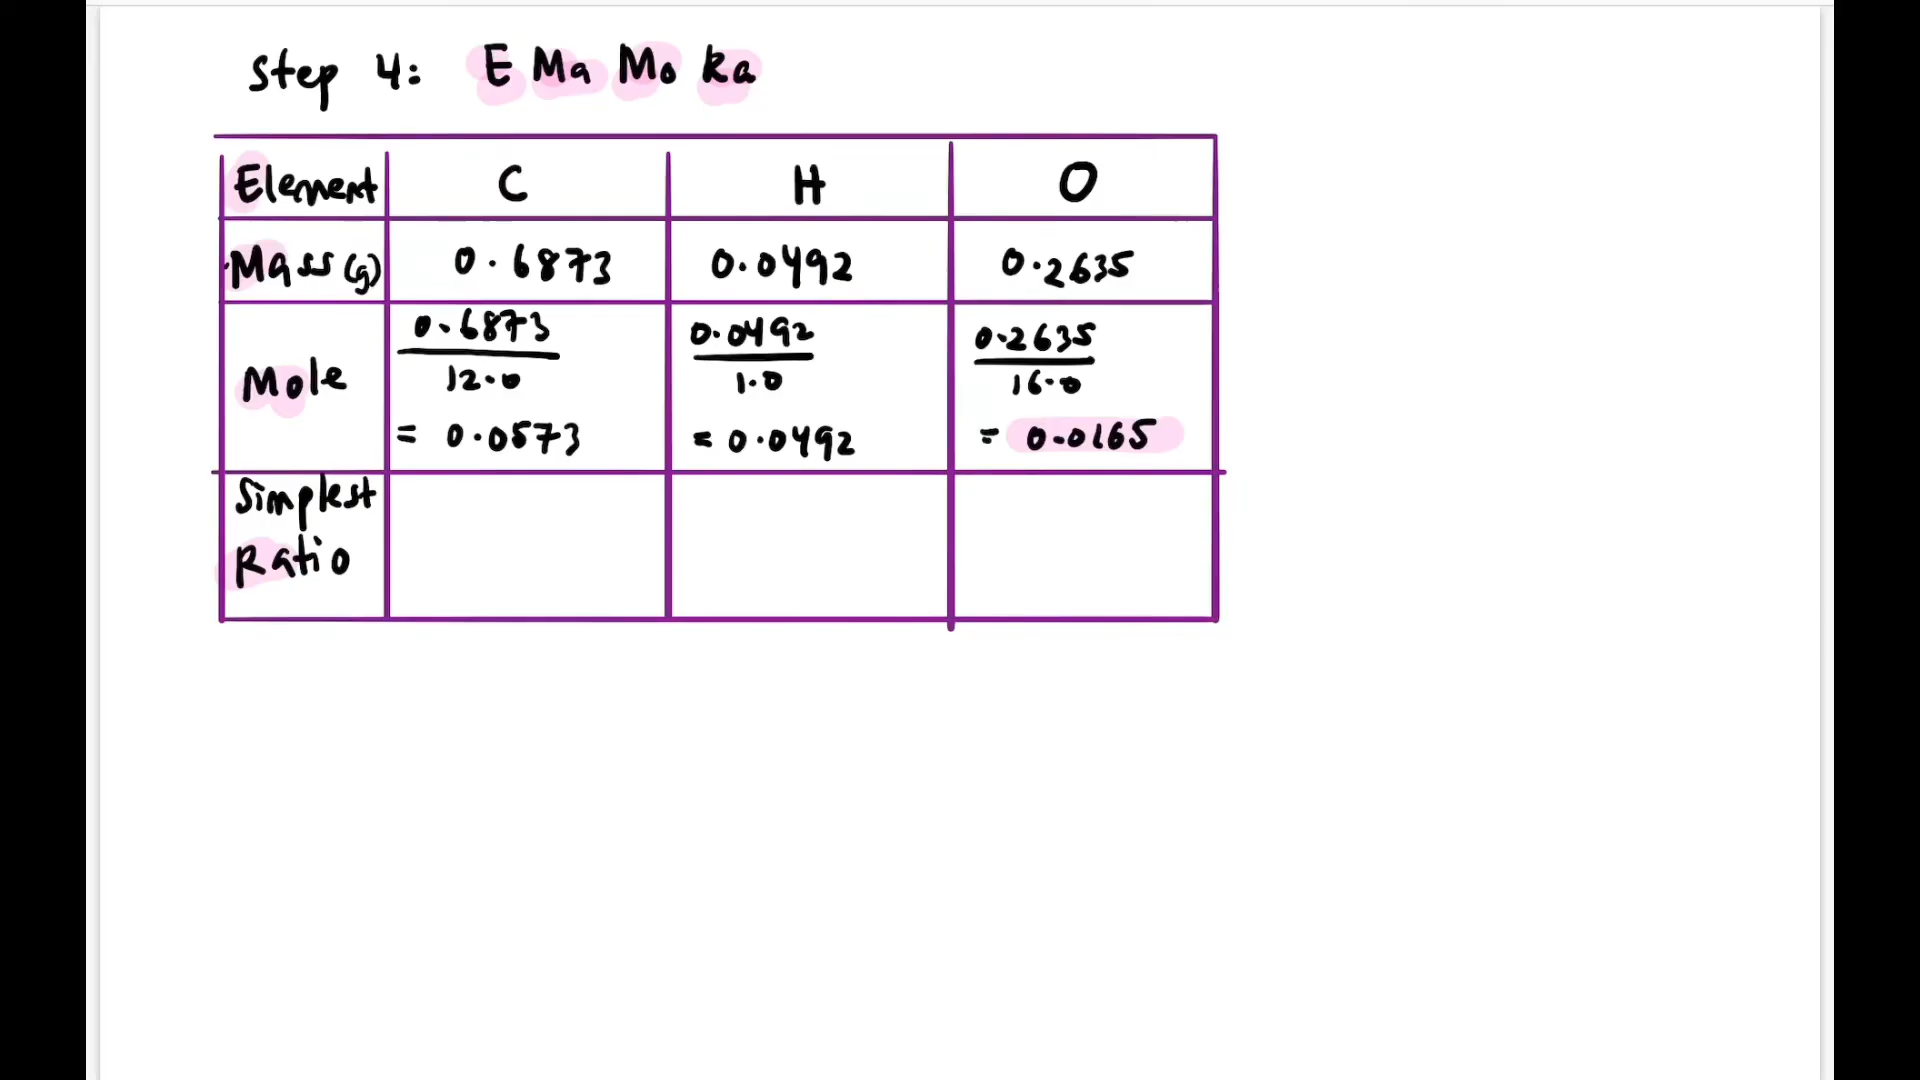 Step 4: E Ma Mo Ra
Element C H O
Mass (g) 0.6873 0.0492 0.2635
Mole
0.6873 0.0492 0.2635
12.0 1.0 16.0
= 0.0573 = 0.0492 = 0.0165
Simplest
Ratio